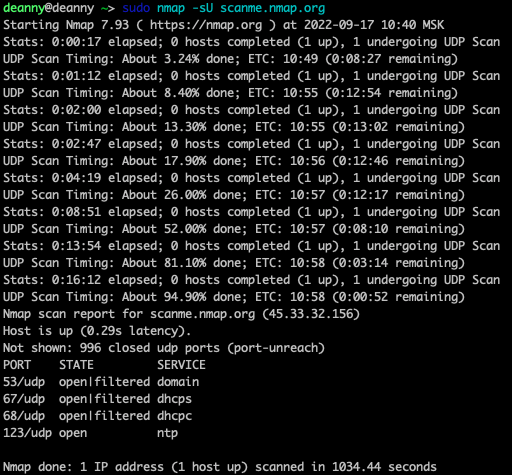 deanny@deanny ~> sudo nmap -sU scanme.nmap.org
Starting Nmap 7.93 ( https://nmap.org ) at 2022-09-17 10:40 MSK
Stats: 0:00:17 elapsed; 0 hosts completed (1 up), 1 undergoing UDP Scan
UDP Scan Timing: About 3.24% done; ETC: 10:49 (0:08:27 remaining)
Stats: 0:01:12 elapsed; 0 hosts completed (1 up), 1 undergoing UDP Scan
UDP Scan Timing: About 8.40% done; ETC: 10:55 (0:12:54 remaining)
Stats: 0:02:00 elapsed; 0 hosts completed (1 up), 1 undergoing UDP Scan
UDP Scan Timing: About 13.30% done; ETC: 10:55 (0:13:02 remaining)
Stats: 0:02:47 elapsed; 0 hosts completed (1 up), 1 undergoing UDP Scan
UDP Scan Timing: About 17.90% done; ETC: 10:56 (0:12:46 remaining)
Stats: 0:04:19 elapsed; 0 hosts completed (1 up), 1 undergoing UDP Scan
UDP Scan Timing: About 26.00% done; ETC: 10:57 (0:12:17 remaining)
Stats: 0:08:51 elapsed; 0 hosts completed (1 up), 1 undergoing UDP Scan
UDP Scan Timing: About 52.00% done; ETC: 10:57 (0:08:10 remaining)
Stats: 0:13:54 elapsed; 0 hosts completed (1 up), 1 undergoing UDP Scan
UDP Scan Timing: About 81.10% done; ETC: 10:58 (0:03:14 remaining)
Stats: 0:16:12 elapsed; 0 hosts completed (1 up), 1 undergoing UDP Scan
UDP Scan Timing: About 94.90% done; ETC: 10:58 (0:00:52 remaining)
Nmap scan report for scanme.nmap.org (45.33.32.156)
Host is up (0.29s latency).
Not shown: 996 closed udp ports (port-unreach)
PORT    STATE         SERVICE
53/udp  open|filtered domain
67/udp  open|filtered dhcps
68/udp  open|filtered dhcpc
123/udp open          ntp
Nmap done: 1 IP address (1 host up) scanned in 1034.44 seconds